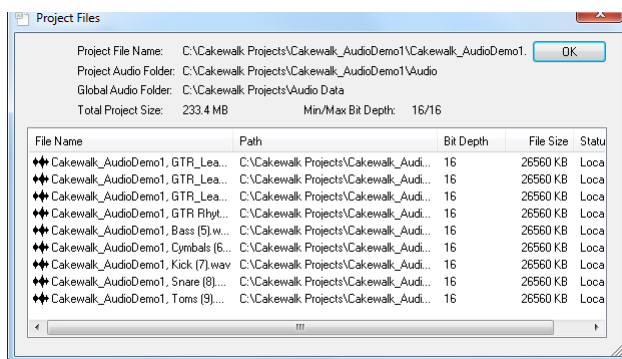 Project Files
Project File Name: C:\Cakewalk Projects\Cakewalk_AudioDemo1\Cakewalk_AudioDemo1. OK
Project Audio Folder: C:\Cakewalk Projects\Cakewalk_AudioDemo1\Audio
Global Audio Folder: C:\Cakewalk Projects\Audio Data
Total Project Size: 233.4 MB Min/Max Bit Depth: 16/16
File Name Path Bit Depth File Size Statu
Cakewalk_AudioDemo1, GTR_Lea... C:\Cakewalk Projects\Cakewalk_Audi... 16 26560 KB Loca
Cakewalk_AudioDemo1, GTR_Lea... C:\Cakewalk Projects\Cakewalk_Audi... 16 26560 KB Loca
Cakewalk_AudioDemo1, GTR_Lea... C:\Cakewalk Projects\Cakewalk_Audi... 16 26560 KB Loca
Cakewalk_AudioDemo1, GTR Rhyt... C:\Cakewalk Projects\Cakewalk_Audi... 16 26560 KB Loca
Cakewalk_AudioDemo1, Bass (5).w... C:\Cakewalk Projects\Cakewalk_Audi... 16 26560 KB Loca
Cakewalk_AudioDemo1, Cymbals (6... C:\Cakewalk Projects\Cakewalk_Audi... 16 26560 KB Loca
Cakewalk_AudioDemo1, Kick (7).wav C:\Cakewalk Projects\Cakewalk_Audi... 16 26560 KB Loca
Cakewalk_AudioDemo1, Snare (8).... C:\Cakewalk Projects\Cakewalk_Audi... 16 26560 KB Loca
Cakewalk_AudioDemo1, Toms (9).... C:\Cakewalk Projects\Cakewalk_Audi... 16 26560 KB Loca